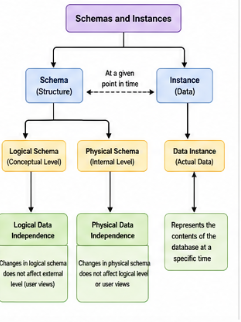 Schemas and Instances
Schema
(Structure)
At a given
point in time
Instance
(Data)
Logical Schema
(Conceptual Level)
Physical Schema
(Internal Level)
Data Instance
(Actual Data)
Logical Data
Independence
Changes in logical schema
does not affect external
level (user views)
Physical Data
Independence
Changes in physical schema
does not affect logical level
or user views
Represents the
contents of the
database at a
specific time